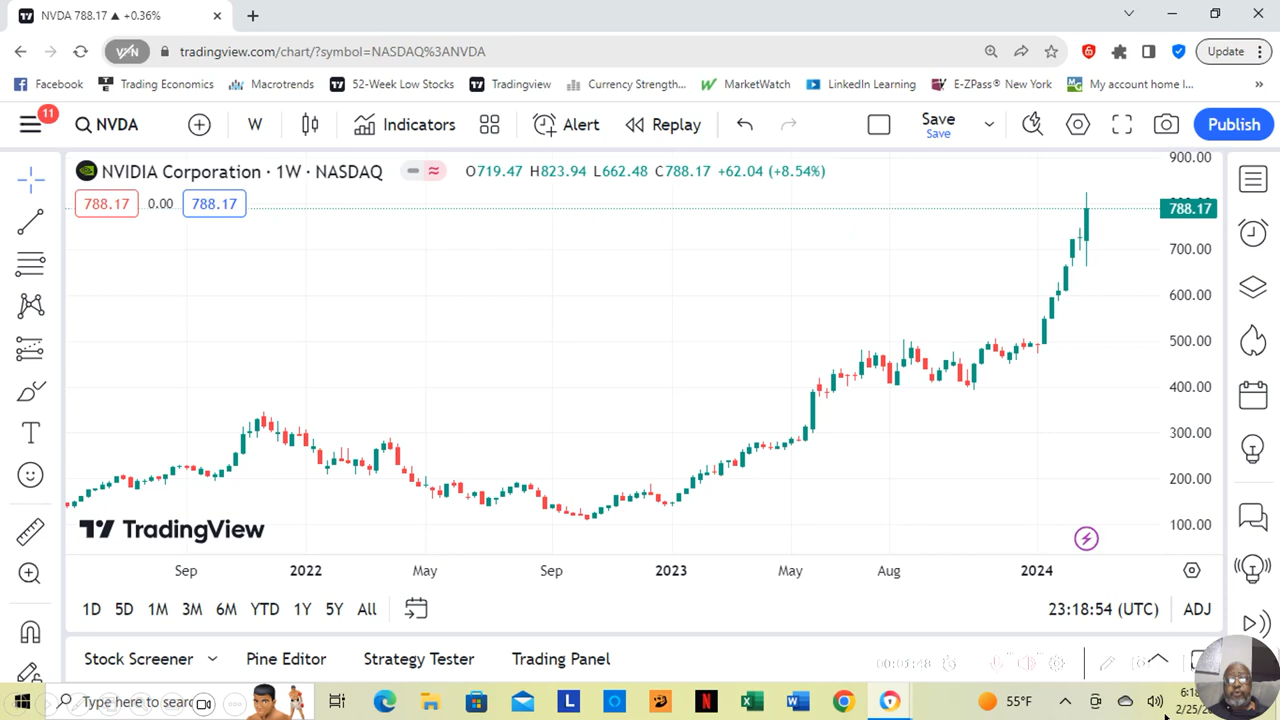 NVDA 788.17 ▲ +0.36%
tradingview.com/chart/?symbol=NASDAQ%3ANVDA
Update
Facebook Trading Economics Macrotrends 52-Week Low Stocks Tradingview Currency Strength... MarketWatch LinkedIn Learning E-ZPass® New York My account home I... »
11
NVDA W Indicators Alert Replay Save Publish
Save
NVIDIA Corporation · 1W · NASDAQ O719.47 H823.94 L662.48 C788.17 +62.04 (+8.54%)
788.17 0.00 788.17
900.00
788.17
700.00
600.00
500.00
400.00
300.00
200.00
100.00
TradingView
Sep 2022 May Sep 2023 May Aug 2024
1D 5D 1M 3M 6M YTD 1Y 5Y All 23:18:54 (UTC) ADJ
Stock Screener Pine Editor Strategy Tester Trading Panel 00:01:48
Type here to search 55°F